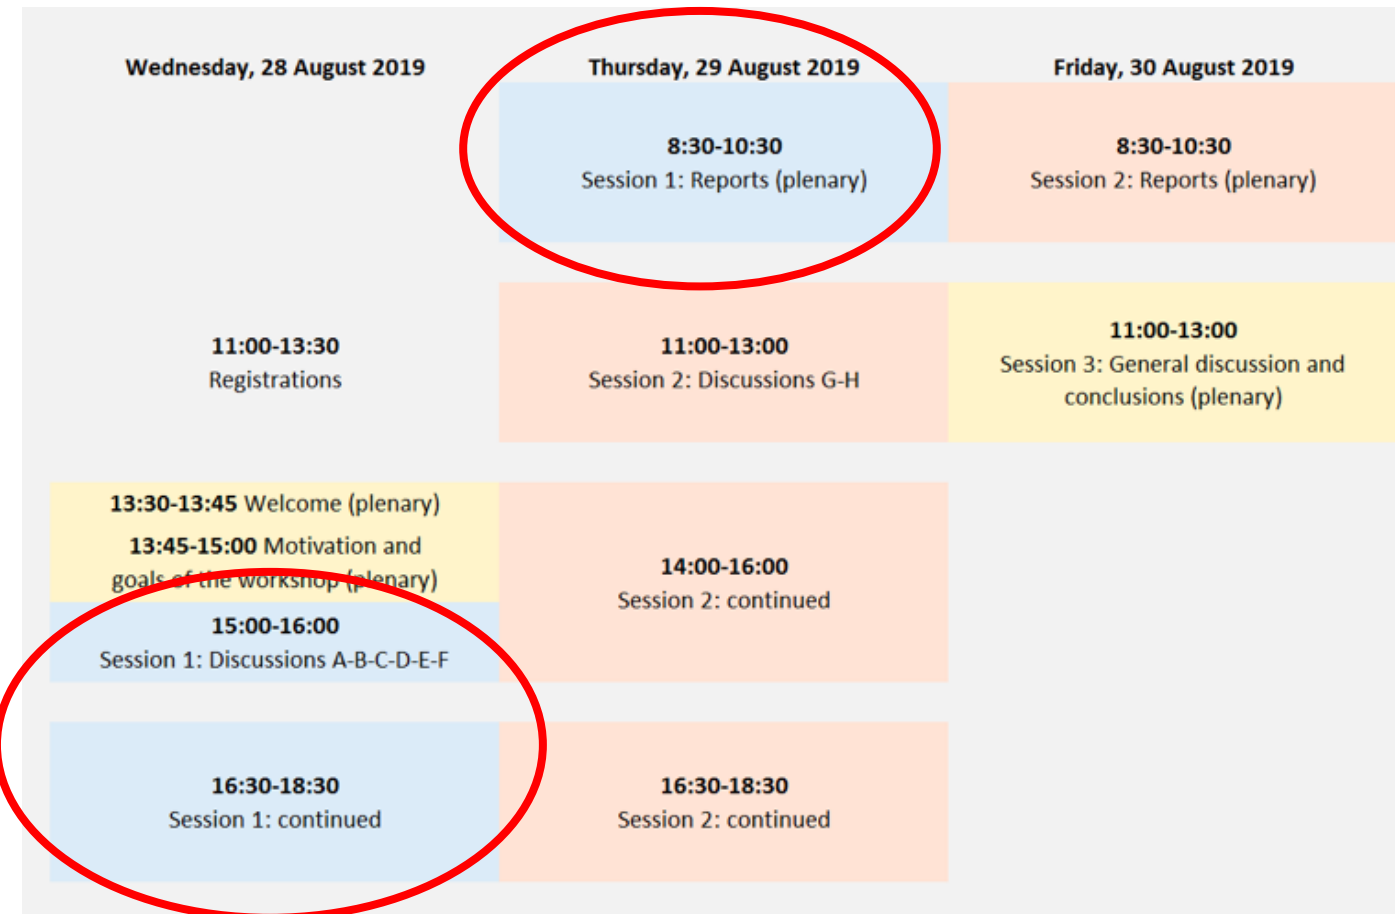 Wednesday, 28 August 2019
Thursday, 29 August 2019
Friday, 30 August 2019
8:30-10:30
Session 1: Reports (plenary)
8:30-10:30
Session 2: Reports (plenary)
11:00-13:30
Registrations
11:00-13:00
Session 2: Discussions G-H
11:00-13:00
Session 3: General discussion and
conclusions (plenary)
13:30-13:45 Welcome (plenary)
13:45-15:00 Motivation and
goals of the workshop (plenary)
15:00-16:00
Session 1: Discussions A-B-C-D-E-F
14:00-16:00
Session 2: continued
16:30-18:30
Session 1: continued
16:30-18:30
Session 2: continued